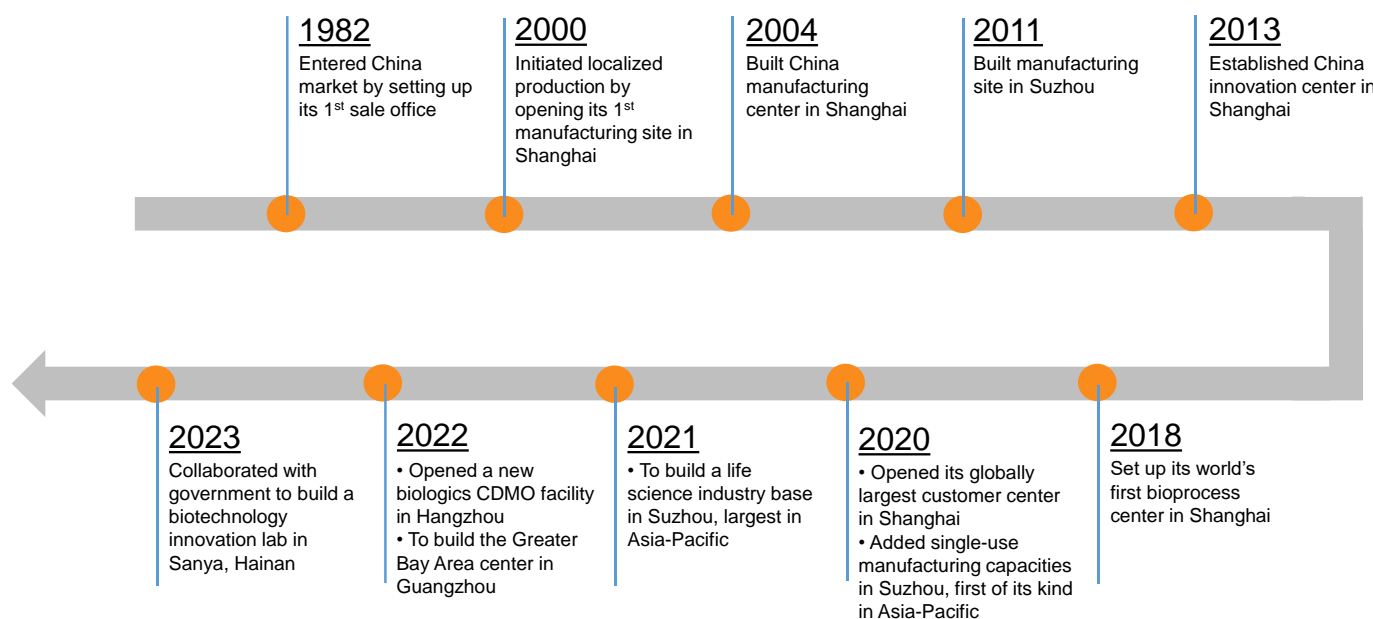 1982
Entered China
market by setting up
its 1st sale office
2000
Initiated localized
production by
opening its 1st
manufacturing site in
Shanghai
2004
Built China
manufacturing
center in Shanghai
2011
Built manufacturing
site in Suzhou
2013
Established China
innovation center in
Shanghai
2018
Set up its world’s
first bioprocess
center in Shanghai
2020
• Opened its globally
largest customer center
in Shanghai
• Added single-use
manufacturing capacities
in Suzhou, first of its kind
in Asia-Pacific
2021
• To build a life
science industry base
in Suzhou, largest in
Asia-Pacific
2022
• Opened a new
biologics CDMO facility
in Hangzhou
• To build the Greater
Bay Area center in
Guangzhou
2023
Collaborated with
government to build a
biotechnology
innovation lab in
Sanya, Hainan